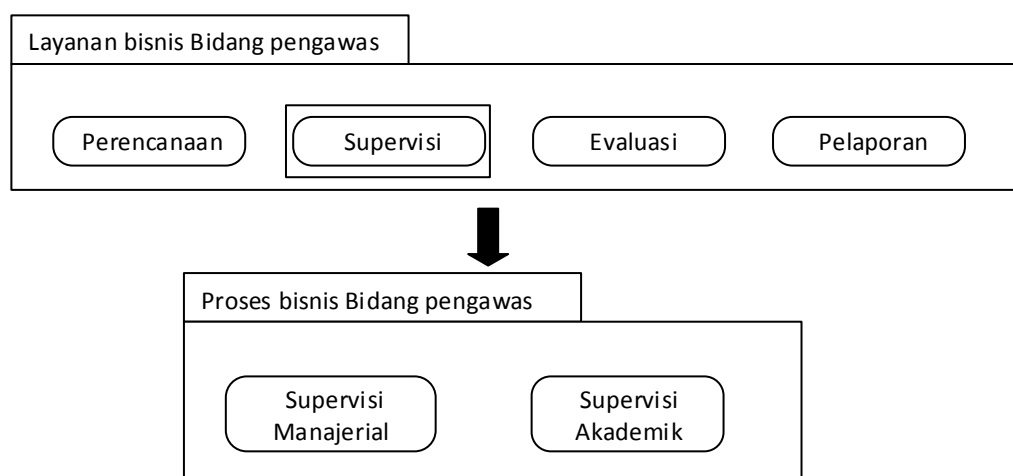 Layanan bisnis Bidang pengawas
Perencanaan
Supervisi
Evaluasi
Pelaporan
Proses bisnis Bidang pengawas
Supervisi
Manajerial
Supervisi
Akademik